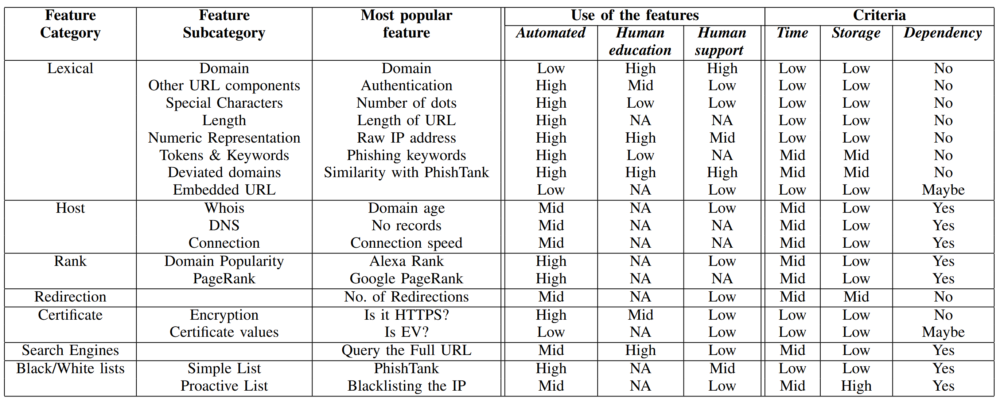 Feature Feature Most popular Use of the features Criteria
Category Subcategory feature Automated Human Human Time Storage Dependency
education support
Lexical Domain Domain Low High High Low Low No
Other URL components Authentication High Mid Low Low Low No
Special Characters Number of dots High Low Low Low Low No
Length Length of URL High NA NA Low Low No
Numeric Representation Raw IP address High High Mid Low Low No
Tokens & Keywords Phishing keywords High Low NA Mid Mid No
Deviated domains Similarity with PhishTank High High High Mid Mid No
Embedded URL Low NA Low Low Low Maybe
Host Whois Domain age Mid NA Low Mid Low Yes
DNS No records Mid NA NA Mid Low Yes
Connection Connection speed Mid NA NA Mid Low Yes
Rank Domain Popularity Alexa Rank High NA Low Mid Low Yes
PageRank Google PageRank High NA NA Mid Low Yes
Redirection No. of Redirections Mid NA Low Mid Mid No
Certificate Encryption Is it HTTPS? High Mid Low Low Low No
Certificate values Is EV? Low NA Low Low Low Maybe
Search Engines Query the Full URL Mid High Low Mid Low Yes
Black/White lists Simple List PhishTank High NA Mid Low Low Yes
Proactive List Blacklisting the IP Mid NA Low Mid High Yes